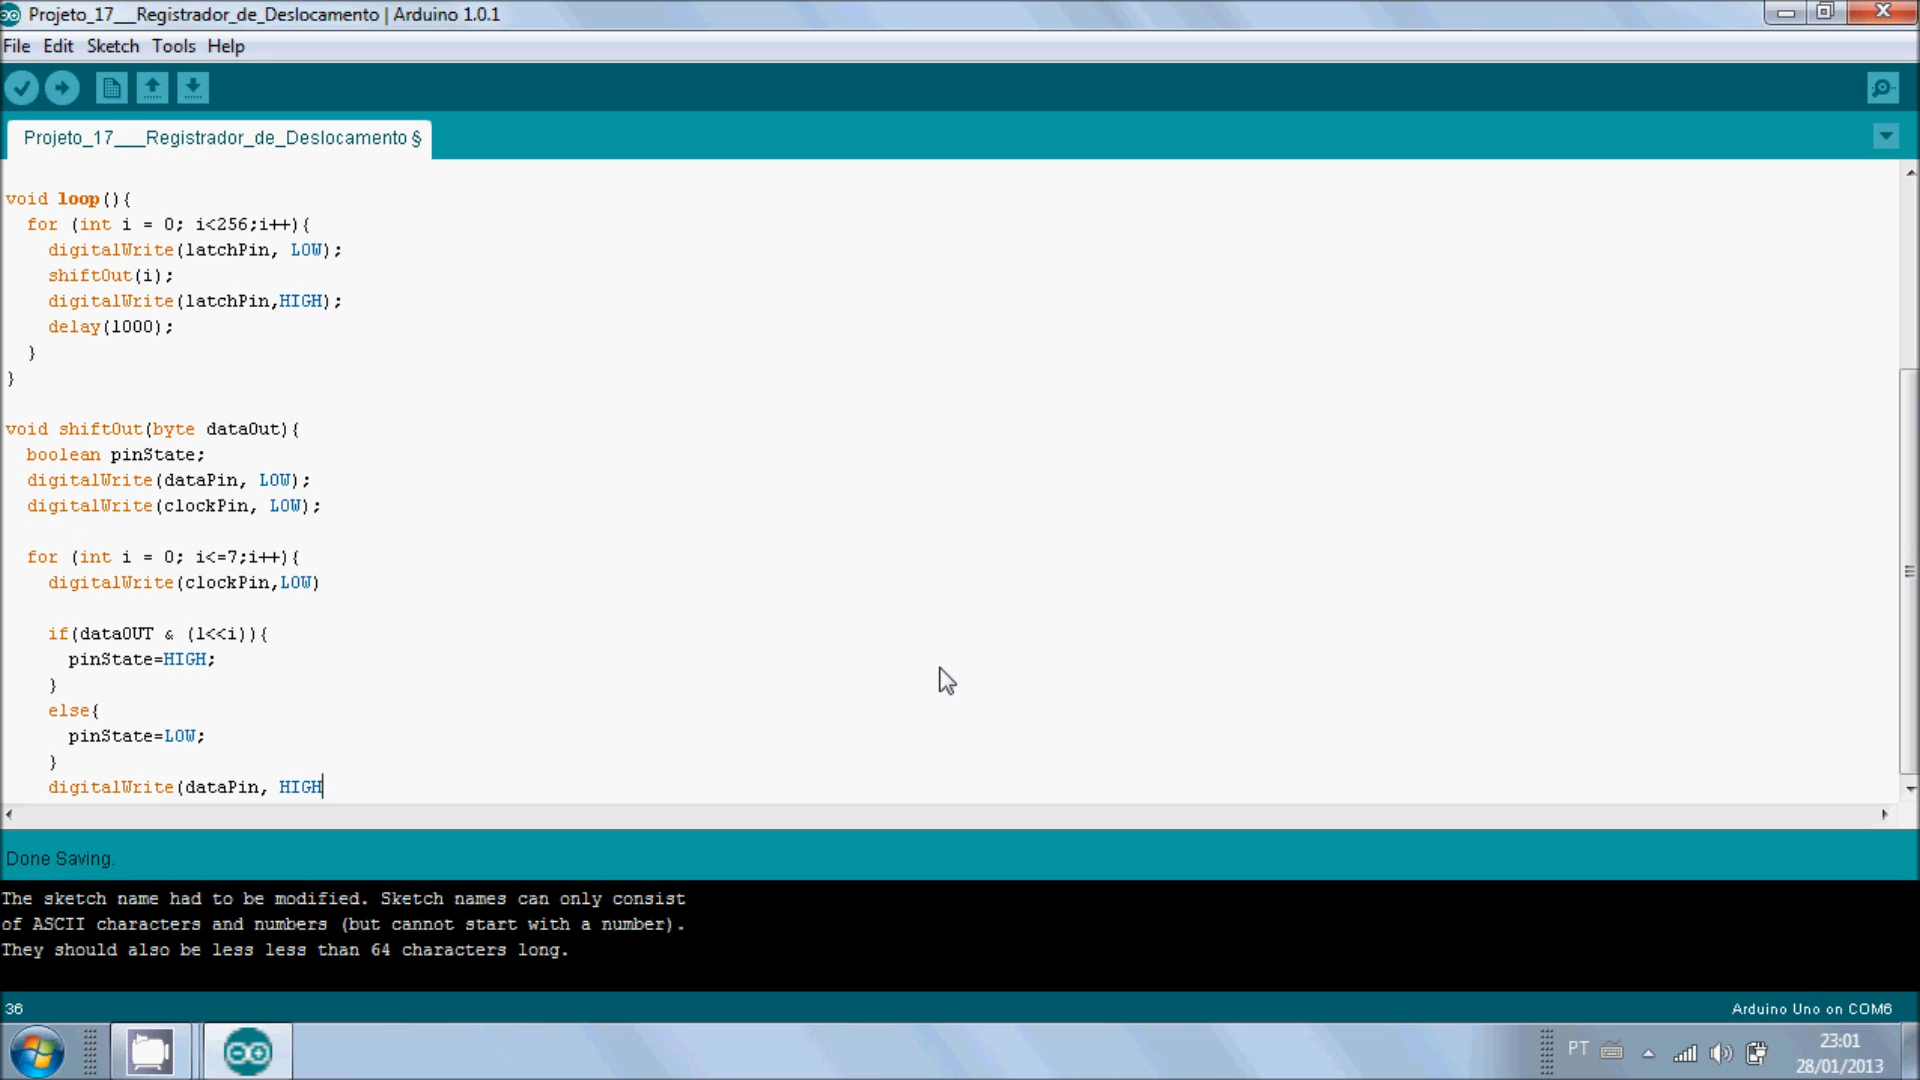 Projeto_17___Registrador_de_Deslocamento | Arduino 1.0.1
File Edit Sketch Tools Help
Projeto_17___Registrador_de_Deslocamento §
void loop(){
for (int i = 0; i<256;i++){
digitalWrite(latchPin, LOW);
shiftOut(i);
digitalWrite(latchPin,HIGH);
delay(1000);
}
}
void shiftOut(byte dataOut){
boolean pinState;
digitalWrite(dataPin, LOW);
digitalWrite(clockPin, LOW);
for (int i = 0; i<=7;i++){
digitalWrite(clockPin,LOW)
if(dataOUT & (1<<i)){
pinState=HIGH;
}
else{
pinState=LOW;
}
digitalWrite(dataPin, HIGH
Done Saving.
The sketch name had to be modified. Sketch names can only consist
of ASCII characters and numbers (but cannot start with a number).
They should also be less less than 64 characters long.
36
Arduino Uno on COM6
PT
23:01
28/01/2013